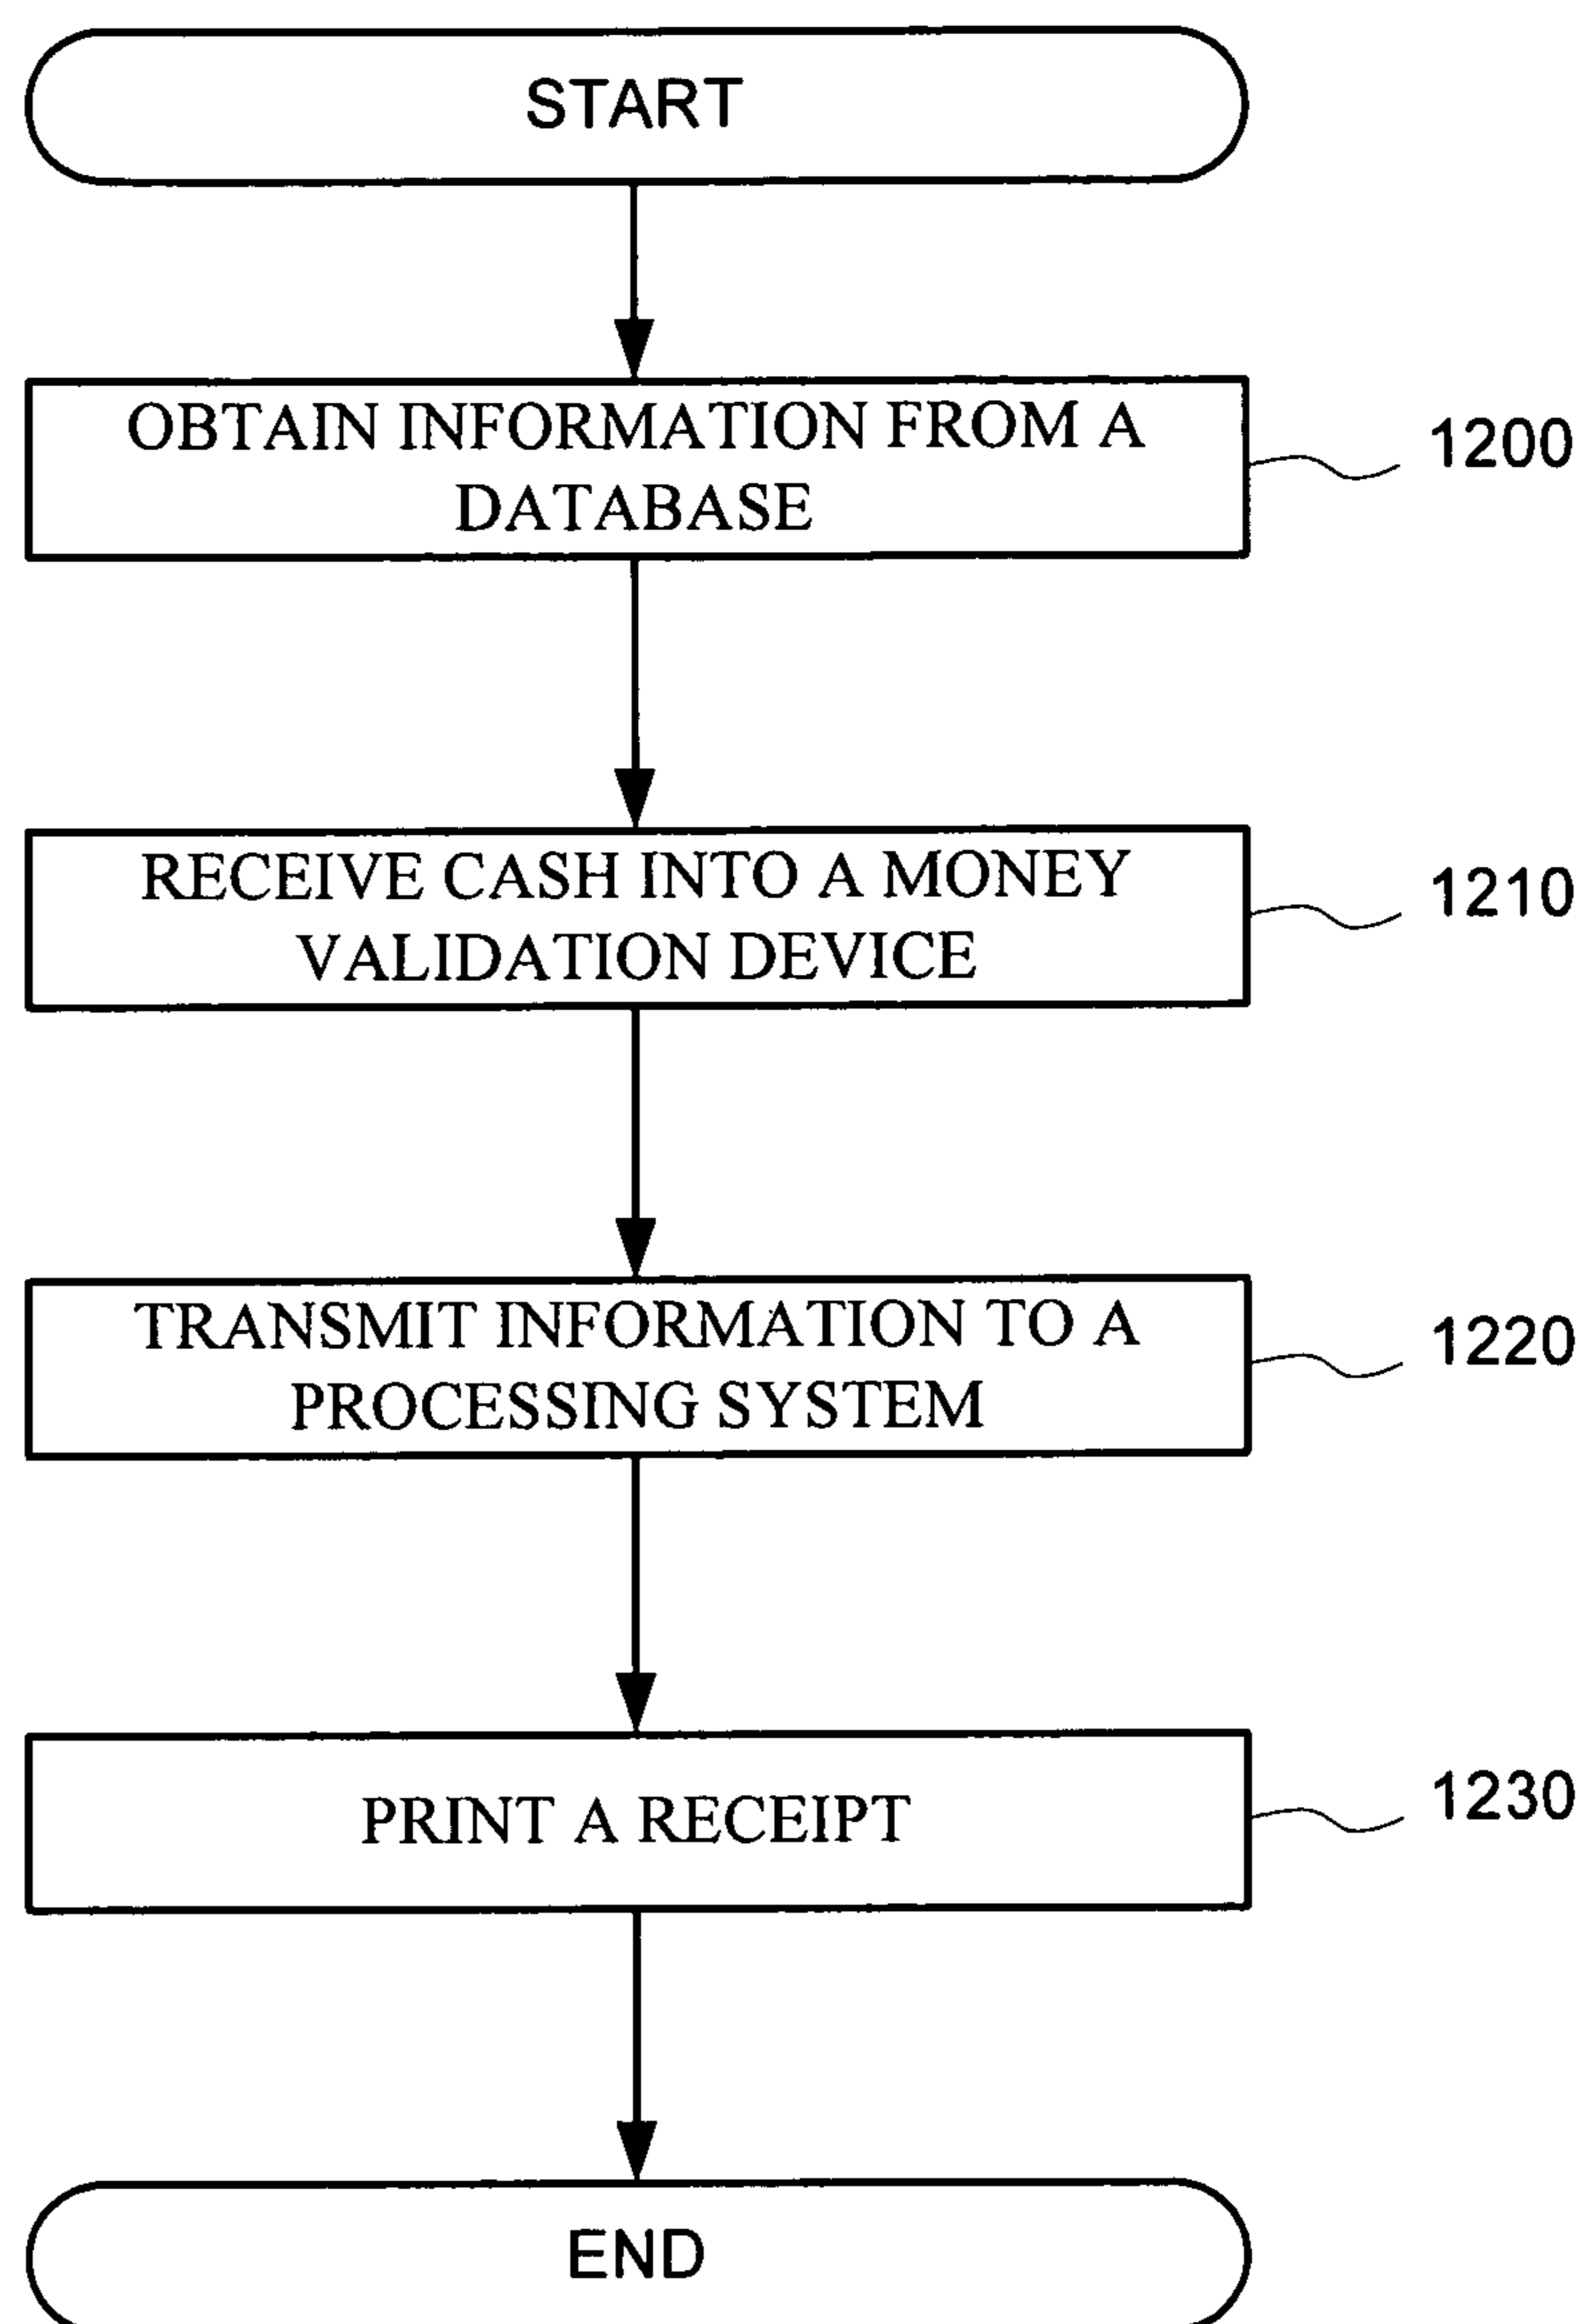 START
OBTAIN INFORMATION FROM A
DATABASE
1200
RECEIVE CASH INTO A MONEY
VALIDATION DEVICE
1210
TRANSMIT INFORMATION TO A
PROCESSING SYSTEM
1220
PRINT A RECEIPT
1230
END